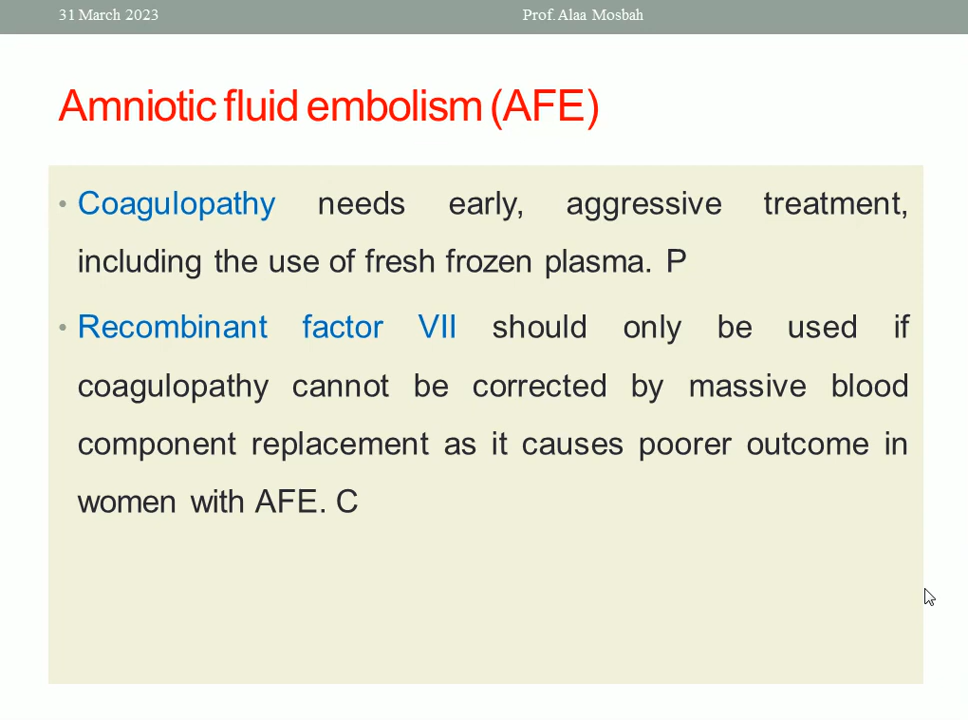 31 March 2023 Prof. Alaa Mosbah
Amniotic fluid embolism (AFE)
• Coagulopathy needs early, aggressive treatment,
including the use of fresh frozen plasma. P
• Recombinant factor VII should only be used if
coagulopathy cannot be corrected by massive blood
component replacement as it causes poorer outcome in
women with AFE. C